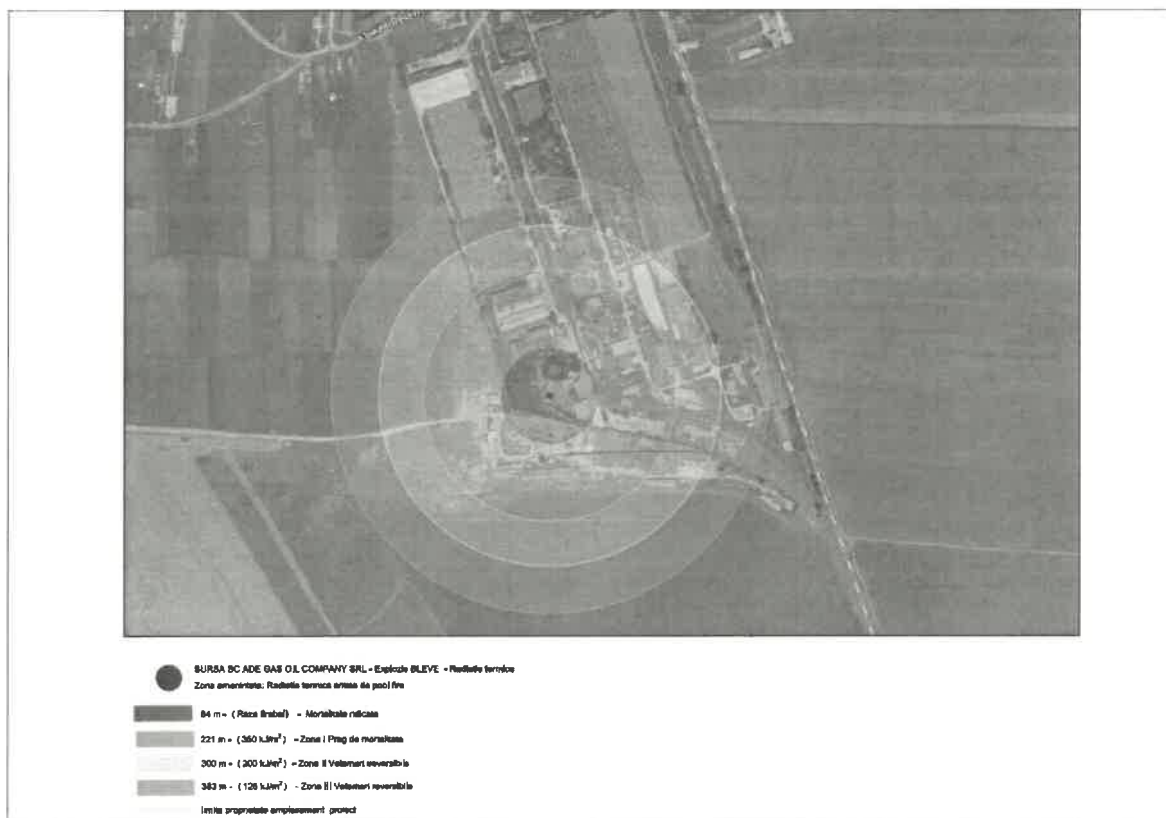 SURSA SC ADE GAS OIL COMPANY SRL - Explozie BLEVE - Radiatie termica
Zona amenintata: Radiatie termica emisa de pool fire
84 m - ( Raza fireball ) - Mortalitate ridicata
221 m - ( 350 kJ/m² ) - Zona I Prag de mortalitate
300 m - ( 200 kJ/m² ) - Zona II Vatamari ireversibile
383 m - ( 125 kJ/m² ) - Zona III Vatamari reversibile
limita proprietate amplasament proiect